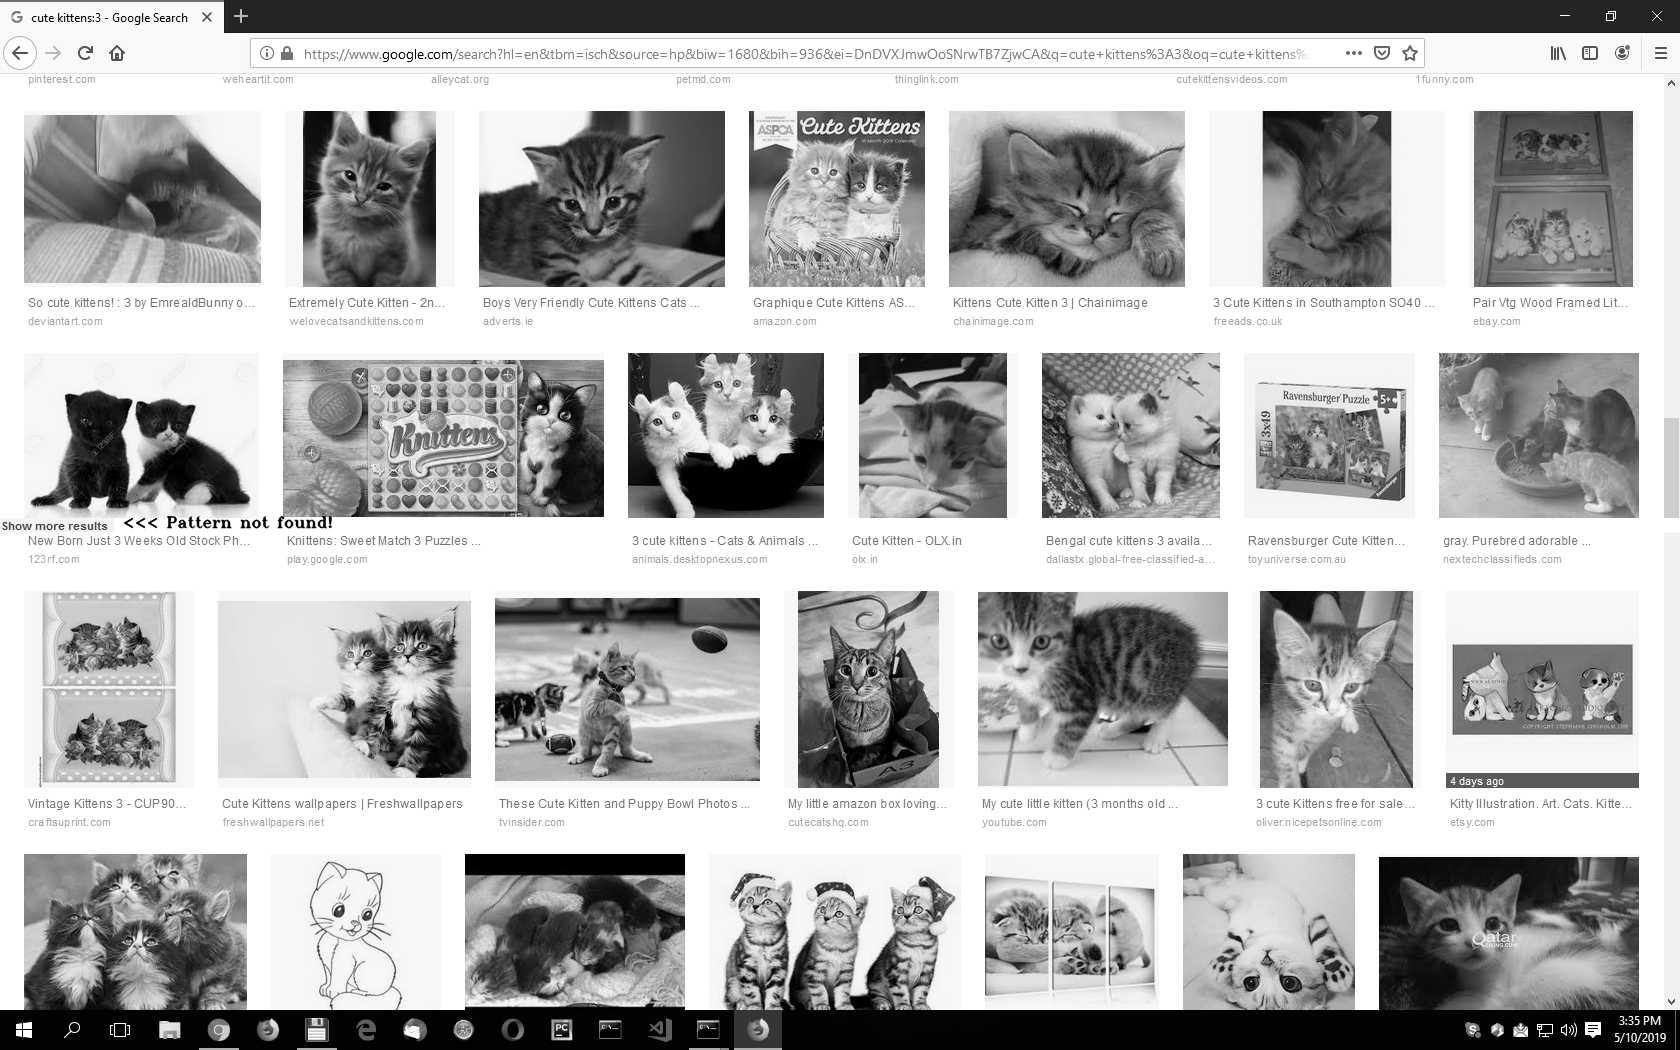 cute kittens:3 - Google Search
https://www.google.com/search?hl=en&tbm=isch&source=hp&biw=1680&bih=936&ei=DnDVXJmwOoSNrwTB7ZjwCA&q=cute+kittens%3A3&oq=cute+kittens%
pinterest.com weheartit.com alleycat.org petmd.com thinglink.com cutekittensvideos.com 1funny.com
ASPCA Cute Kittens
So cute kittens! : 3 by EmrealdBunny o... Extremely Cute Kitten - 2n... Boys Very Friendly Cute Kittens Cats ... Graphique Cute Kittens AS... Kittens Cute Kitten 3 | Chainimage 3 Cute Kittens in Southampton SO40 ... Pair Vtg Wood Framed Lit...
deviantart.com welovecatsandkittens.com adverts.ie amazon.com chainimage.com freeads.co.uk ebay.com
Knittens
Ravensburger Puzzle 5+
3x49
Show more results <<< Pattern not found!
New Born Just 3 Weeks Old Stock Ph... Knittens: Sweet Match 3 Puzzles ... 3 cute kittens - Cats & Animals ... Cute Kitten - OLX.in Bengal cute kittens 3 availa... Ravensburger Cute Kitten... gray. Purebred adorable ...
123rf.com play.google.com animals.desktopnexus.com olx.in dallastx.global-free-classified-a... toyuniverse.com.au nextechclassifieds.com
A3
4 days ago
Vintage Kittens 3 - CUP90... Cute Kittens wallpapers | Freshwallpapers These Cute Kitten and Puppy Bowl Photos ... My little amazon box loving... My cute little kitten (3 months old ... 3 cute Kittens free for sale... Kitty Illustration. Art. Cats. Kitte...
craftsuprint.com freshwallpapers.net tvinsider.com cutecatshq.com youtube.com oliver.nicepetsonline.com etsy.com
Qatar
PC
3:35 PM
5/10/2019